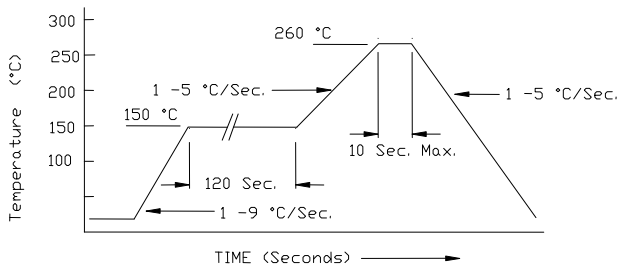 300
260 °C
250
Temperature (°C)
200
1 -5 °C/Sec.
1 -5 °C/Sec.
150 °C
150
10 Sec. Max.
100
120 Sec.
1 -9 °C/Sec.
TIME (Seconds)